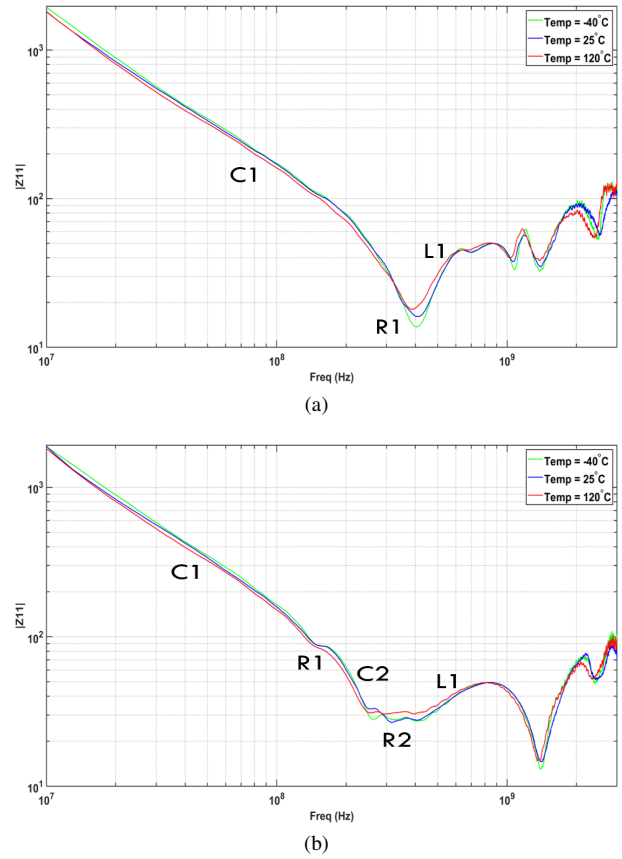 Temp = -40°C
Temp = 25°C
Temp = 120°C
10³
10²
10¹
|Z11|
C1
L1
R1
10⁷
10⁸
10⁹
Freq (Hz)
(a)
Temp = -40°C
Temp = 25°C
Temp = 120°C
10³
10²
10¹
|Z11|
C1
R1
C2
L1
R2
10⁷
10⁸
10⁹
Freq (Hz)
(b)